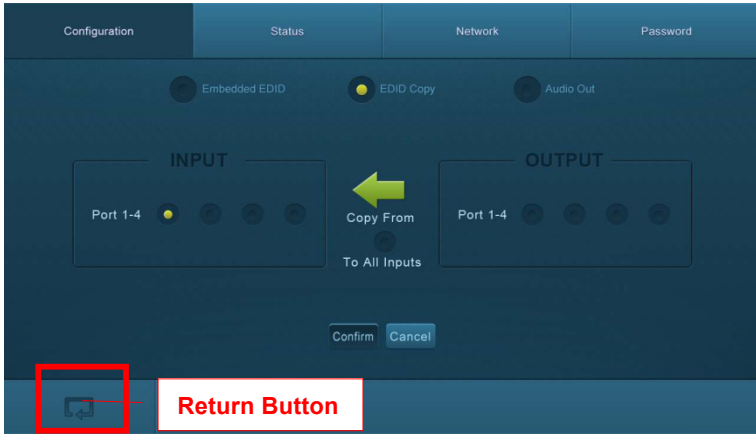 Configuration Status Network Password
Embedded EDID EDID Copy Audio Out
INPUT OUTPUT
Port 1-4 Copy From Port 1-4
To All Inputs
Confirm Cancel
Return Button